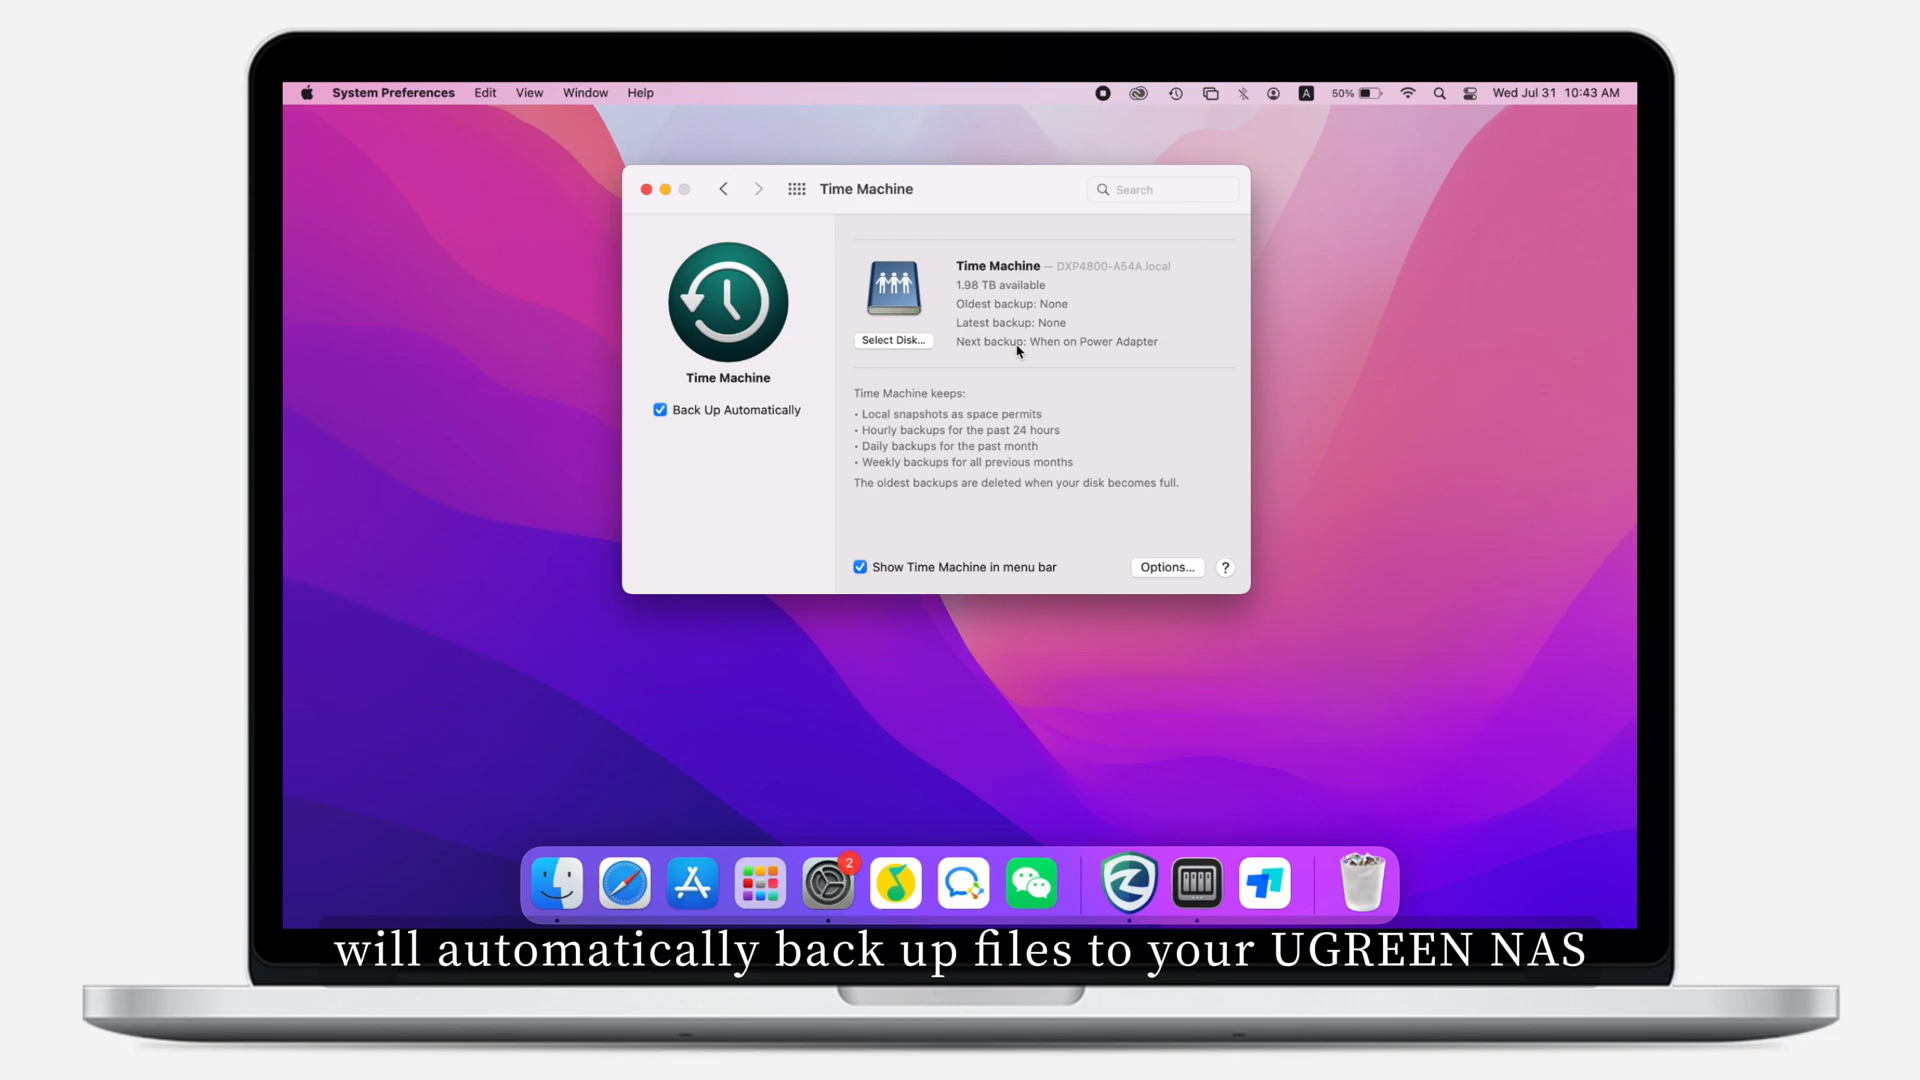 System Preferences Edit View Window Help A 50% Wed Jul 31 10:43 AM
Time Machine
Search
Time Machine — DXP4800-A54A.local
1.98 TB available
Oldest backup: None
Latest backup: None
Next backup: When on Power Adapter
Select Disk...
Time Machine
Back Up Automatically
Time Machine keeps:
• Local snapshots as space permits
• Hourly backups for the past 24 hours
• Daily backups for the past month
• Weekly backups for all previous months
The oldest backups are deleted when your disk becomes full.
Show Time Machine in menu bar
Options...
?
2
will automatically back up files to your UGREEN NAS